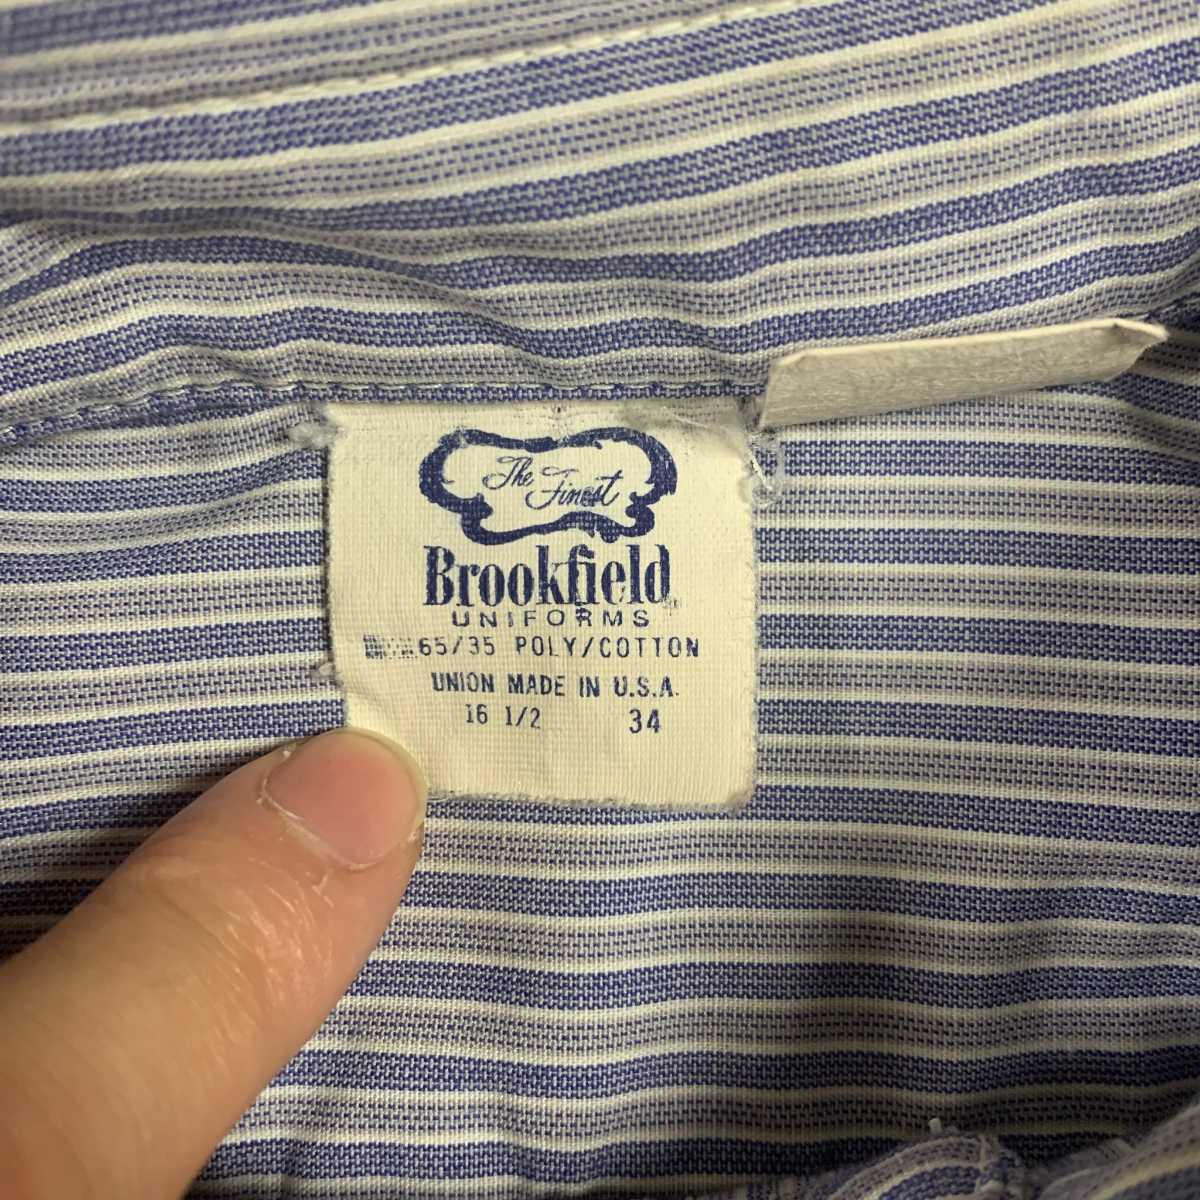 The Finest
Brookfield
UNIFORMS
65/35 POLY/COTTON
UNION MADE IN U.S.A.
16 1/2 34